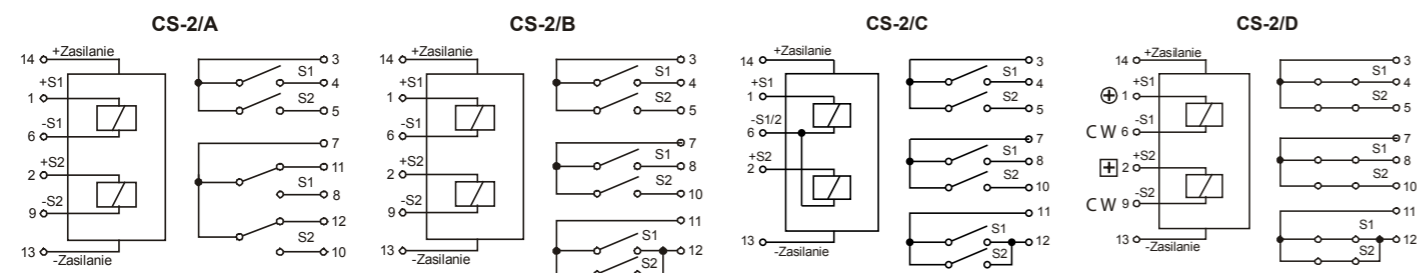 CS-2/A
14
+Zasilanie
+S1
1
-S1
6
+S2
2
-S2
9
13
-Zasilanie
3
S1
4
S2
5
7
11
S1
8
12
S2
10
CS-2/B
14
+Zasilanie
+S1
1
-S1
6
+S2
2
-S2
9
13
-Zasilanie
3
S1
4
S2
5
7
S1
8
S2
10
11
S1
12
S2
CS-2/C
+Zasilanie
14
+S1
1
-S1/2
6
+S2
2
13
-Zasilanie
3
S1
4
S2
5
7
S1
8
S2
10
11
S1
12
S2
CS-2/D
+Zasilanie
14
+S1
1
-S1
CW 6
+S2
2
-S2
CW 9
13
-Zasilanie
3
S1
4
S2
5
7
S1
8
S2
10
11
S1
12
S2